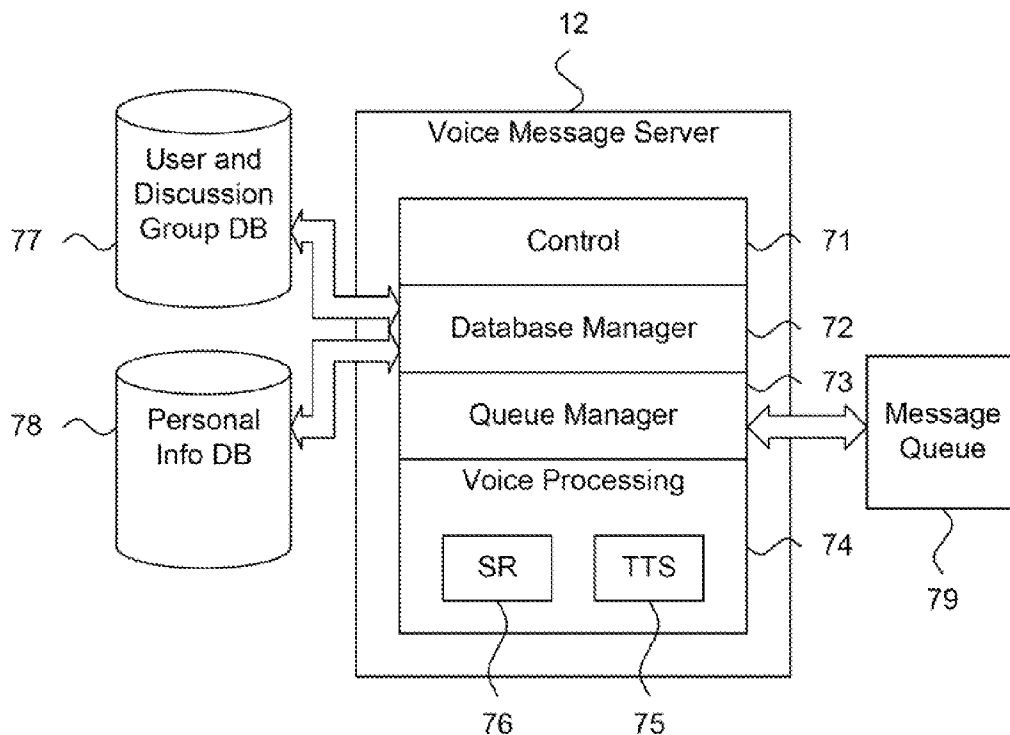 12
Voice Message Server
User and
Discussion
Group DB
77
Control
71
Database Manager
72
73
Queue Manager
Message
Queue
78
Personal
Info DB
Voice Processing
74
SR
TTS
79
76
75